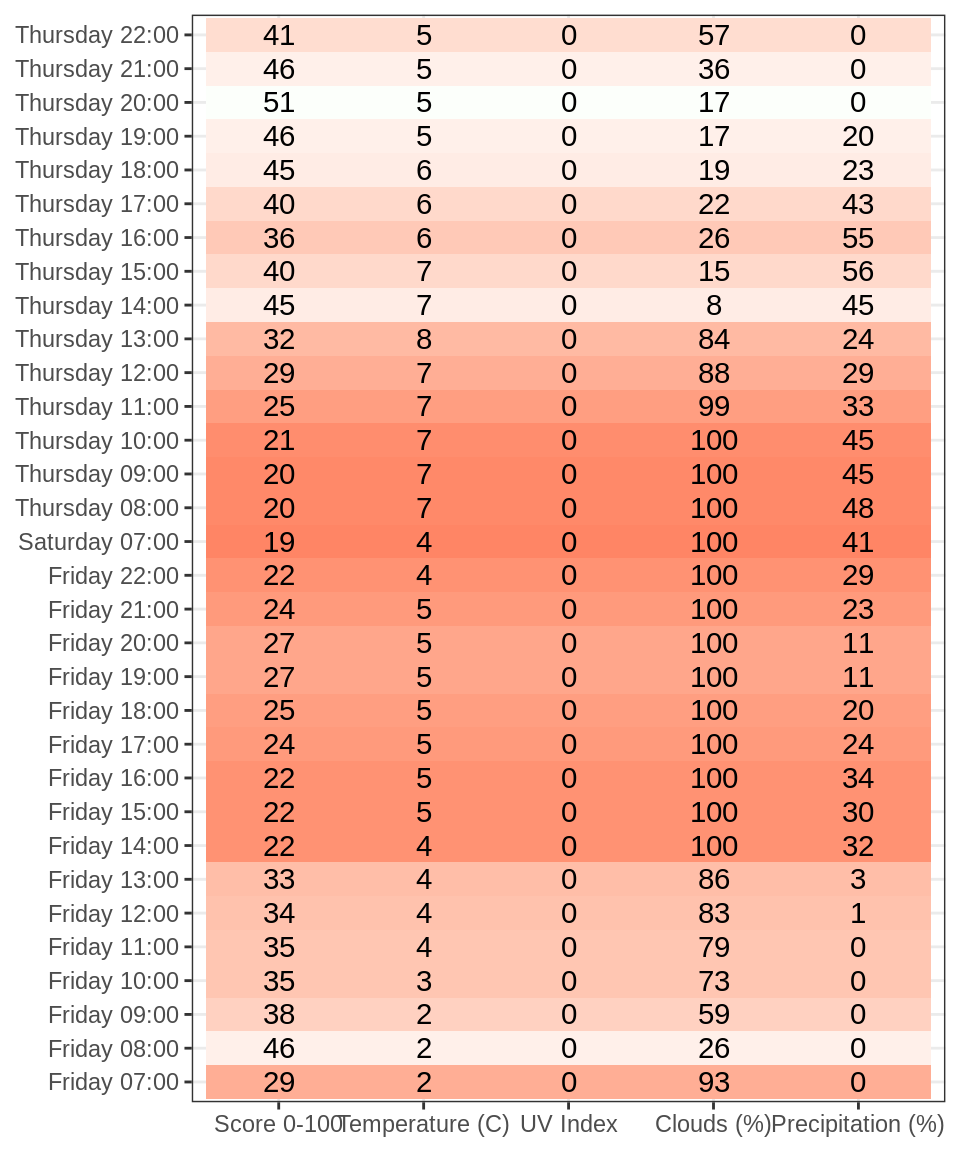 Thursday 22:00 41 5 0 57 0
Thursday 21:00 46 5 0 36 0
Thursday 20:00 51 5 0 17 0
Thursday 19:00 46 5 0 17 20
Thursday 18:00 45 6 0 19 23
Thursday 17:00 40 6 0 22 43
Thursday 16:00 36 6 0 26 55
Thursday 15:00 40 7 0 15 56
Thursday 14:00 45 7 0 8 45
Thursday 13:00 32 8 0 84 24
Thursday 12:00 29 7 0 88 29
Thursday 11:00 25 7 0 99 33
Thursday 10:00 21 7 0 100 45
Thursday 09:00 20 7 0 100 45
Thursday 08:00 20 7 0 100 48
Saturday 07:00 19 4 0 100 41
Friday 22:00 22 4 0 100 29
Friday 21:00 24 5 0 100 23
Friday 20:00 27 5 0 100 11
Friday 19:00 27 5 0 100 11
Friday 18:00 25 5 0 100 20
Friday 17:00 24 5 0 100 24
Friday 16:00 22 5 0 100 34
Friday 15:00 22 5 0 100 30
Friday 14:00 22 4 0 100 32
Friday 13:00 33 4 0 86 3
Friday 12:00 34 4 0 83 1
Friday 11:00 35 4 0 79 0
Friday 10:00 35 3 0 73 0
Friday 09:00 38 2 0 59 0
Friday 08:00 46 2 0 26 0
Friday 07:00 29 2 0 93 0
Score 0-100 Temperature (C) UV Index Clouds (%) Precipitation (%)